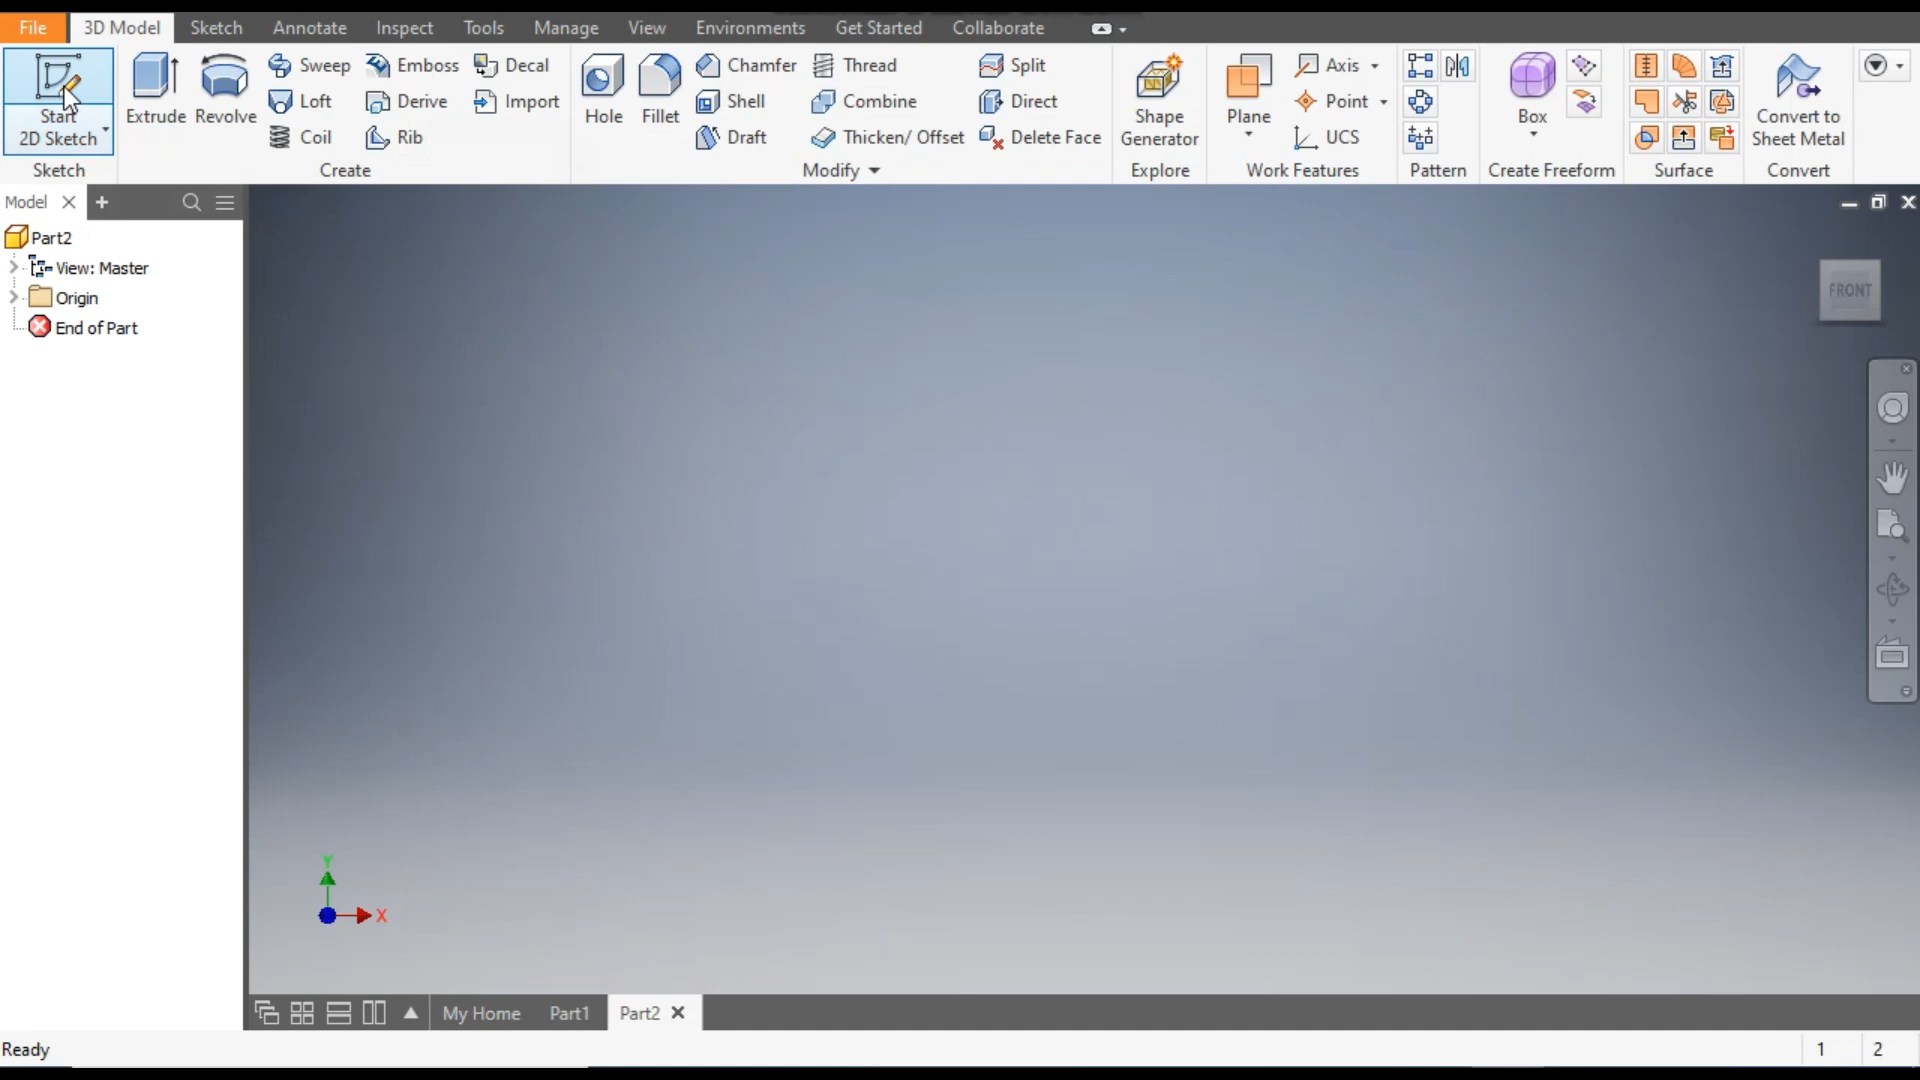 File 3D Model Sketch Annotate Inspect Tools Manage View Environments Get Started Collaborate
Start
2D Sketch
Sketch
Extrude
Revolve
Sweep
Loft
Coil
Emboss
Derive
Rib
Decal
Import
Create
Hole
Fillet
Chamfer
Shell
Draft
Thread
Combine
Thicken/ Offset
Split
Direct
Delete Face
Modify
Shape
Generator
Explore
Plane
Axis
Point
UCS
Work Features
Pattern
Box
Create Freeform
Surface
Convert to
Sheet Metal
Convert
Model
Part2
View: Master
Origin
End of Part
FRONT
Y
X
My Home Part1 Part2
Ready
1 2